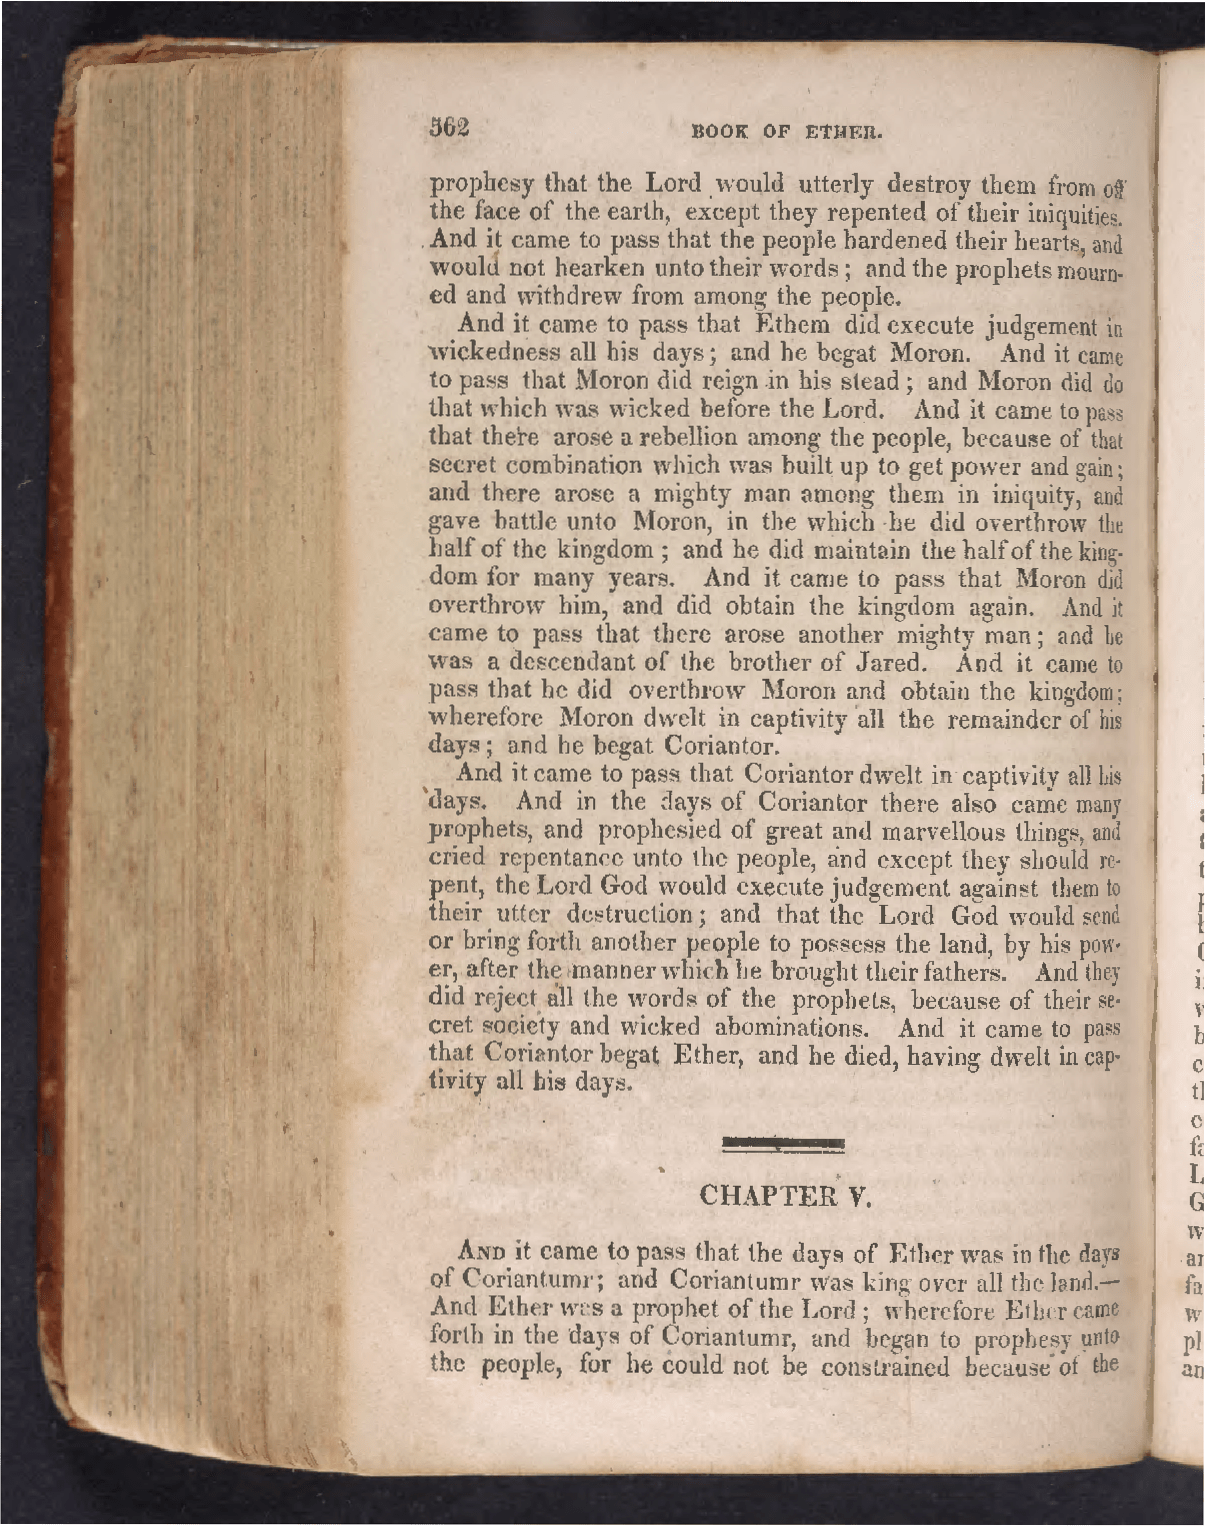 562
BOOK OF ETHER.
prophesy that the Lord would utterly destroy them from off
the face of the earth, except they repented of their iniquities.
And it came to pass that the people hardened their hearts, and
would not hearken unto their words; and the prophets mourn-
ed and withdrew from among the people.
And it came to pass that Ethem did execute judgement in
wickedness all his days; and he begat Moron. And it came
to pass that Moron did reign in his stead; and Moron did do
that which was wicked before the Lord. And it came to pass
that there arose a rebellion among the people, because of that
secret combination which was built up to get power and gain;
and there arose a mighty man among them in iniquity, and
gave battle unto Moron, in the which he did overthrow the
half of the kingdom; and he did maintain the half of the king-
dom for many years. And it came to pass that Moron did
overthrow him, and did obtain the kingdom again. And it
came to pass that there arose another mighty man; and he
was a descendant of the brother of Jared. And it came to
pass that he did overthrow Moron and obtain the kingdom;
wherefore Moron dwelt in captivity all the remainder of his
days; and he begat Coriantor.
And it came to pass that Coriantor dwelt in captivity all his
days. And in the days of Coriantor there also came many
prophets, and prophesied of great and marvellous things, and
cried repentance unto the people, and except they should re-
pent, the Lord God would execute judgement against them to
their utter destruction; and that the Lord God would send
or bring forth another people to possess the land, by his pow-
er, after the manner which he brought their fathers. And they
did reject all the words of the prophets, because of their se-
cret society and wicked abominations. And it came to pass
that Coriantor begat Ether, and he died, having dwelt in cap-
tivity all his days.
CHAPTER V.
AND it came to pass that the days of Ether was in the days
of Coriantumr; and Coriantumr was king over all the land.—
And Ether was a prophet of the Lord; wherefore Ether came
forth in the days of Coriantumr, and began to prophesy unto
the people, for he could not be constrained because of the